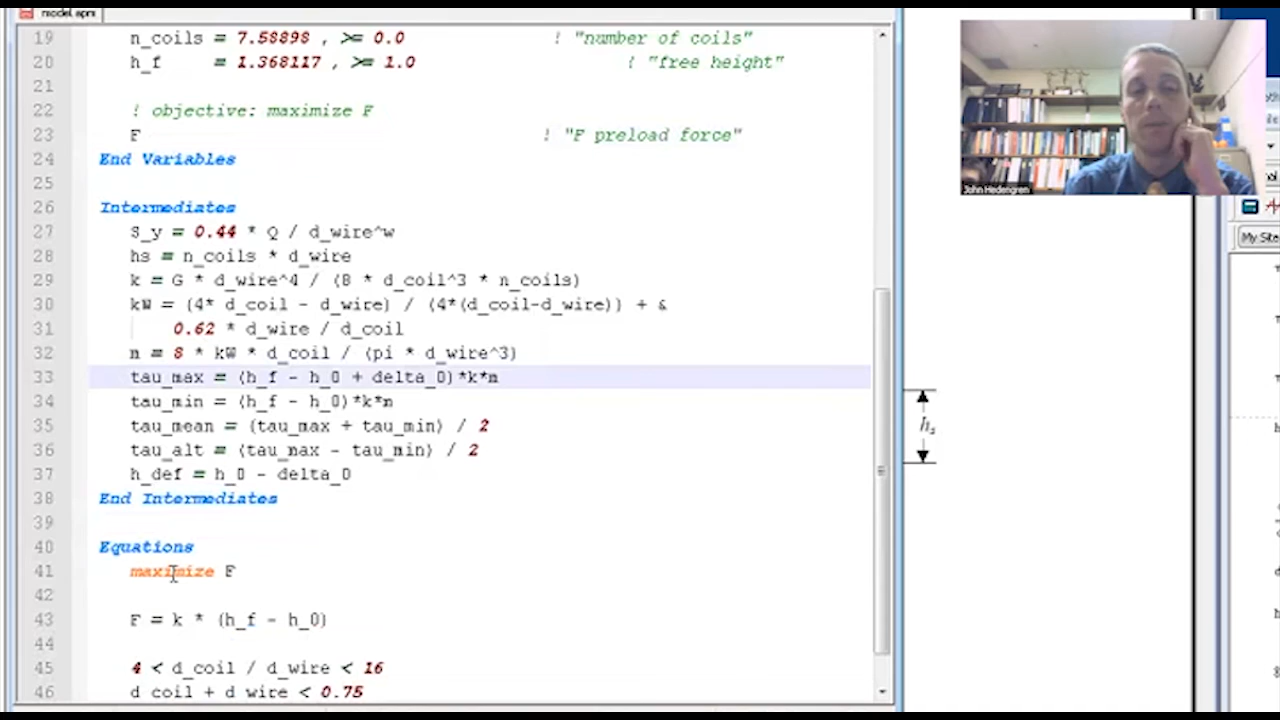 model.apm
19 n_coils = 7.58898 , >= 0.0 ! "number of coils"
20 h_f = 1.368117 , >= 1.0 ! "free height"
21
22 ! objective: maximize F
23 F ! "F preload force"
24 End Variables
25
26 Intermediates
27 S_y = 0.44 * Q / d_wire^w
28 hs = n_coils * d_wire
29 k = G * d_wire^4 / (8 * d_coil^3 * n_coils)
30 kW = (4* d_coil - d_wire) / (4*(d_coil-d_wire)) + &
31 0.62 * d_wire / d_coil
32 n = 8 * kW * d_coil / (pi * d_wire^3)
33 tau_max = (h_f - h_0 + delta_0)*k*n
34 tau_min = (h_f - h_0)*k*n
35 tau_mean = (tau_max + tau_min) / 2
36 tau_alt = (tau_max - tau_min) / 2
37 h_def = h_0 - delta_0
38 End Intermediates
39
40 Equations
41 maximize F
42
43 F = k * (h_f - h_0)
44
45 4 < d_coil / d_wire < 16
46 d_coil + d_wire < 0.75
John Hedengren
My Site
hs